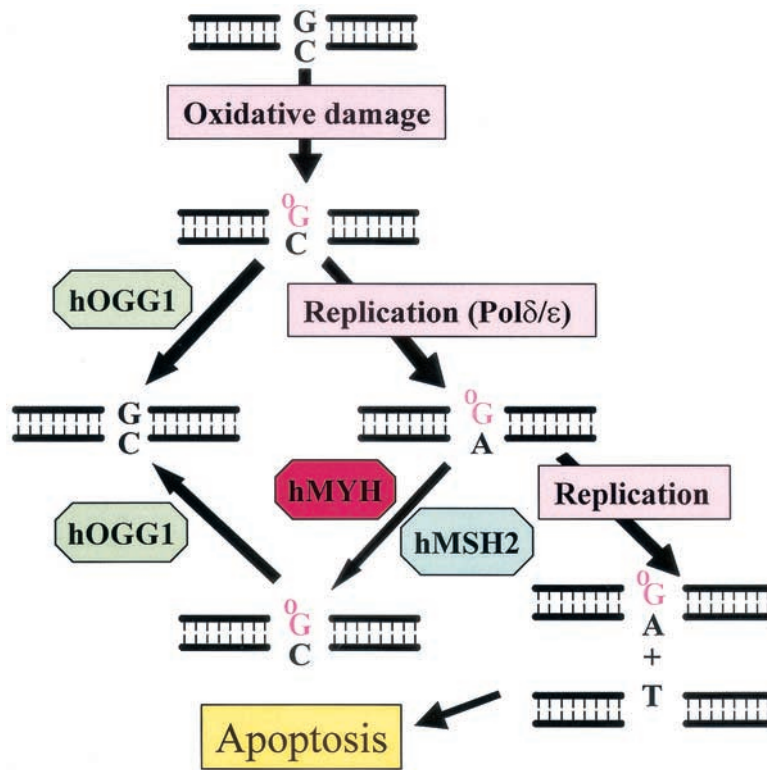 G
C
Oxidative damage
oG
C
hOGG1
Replication (Polδ/ε)
G
C
oG
A
hMYH
Replication
hOGG1
hMSH2
oG
C
oG
A
+
T
Apoptosis